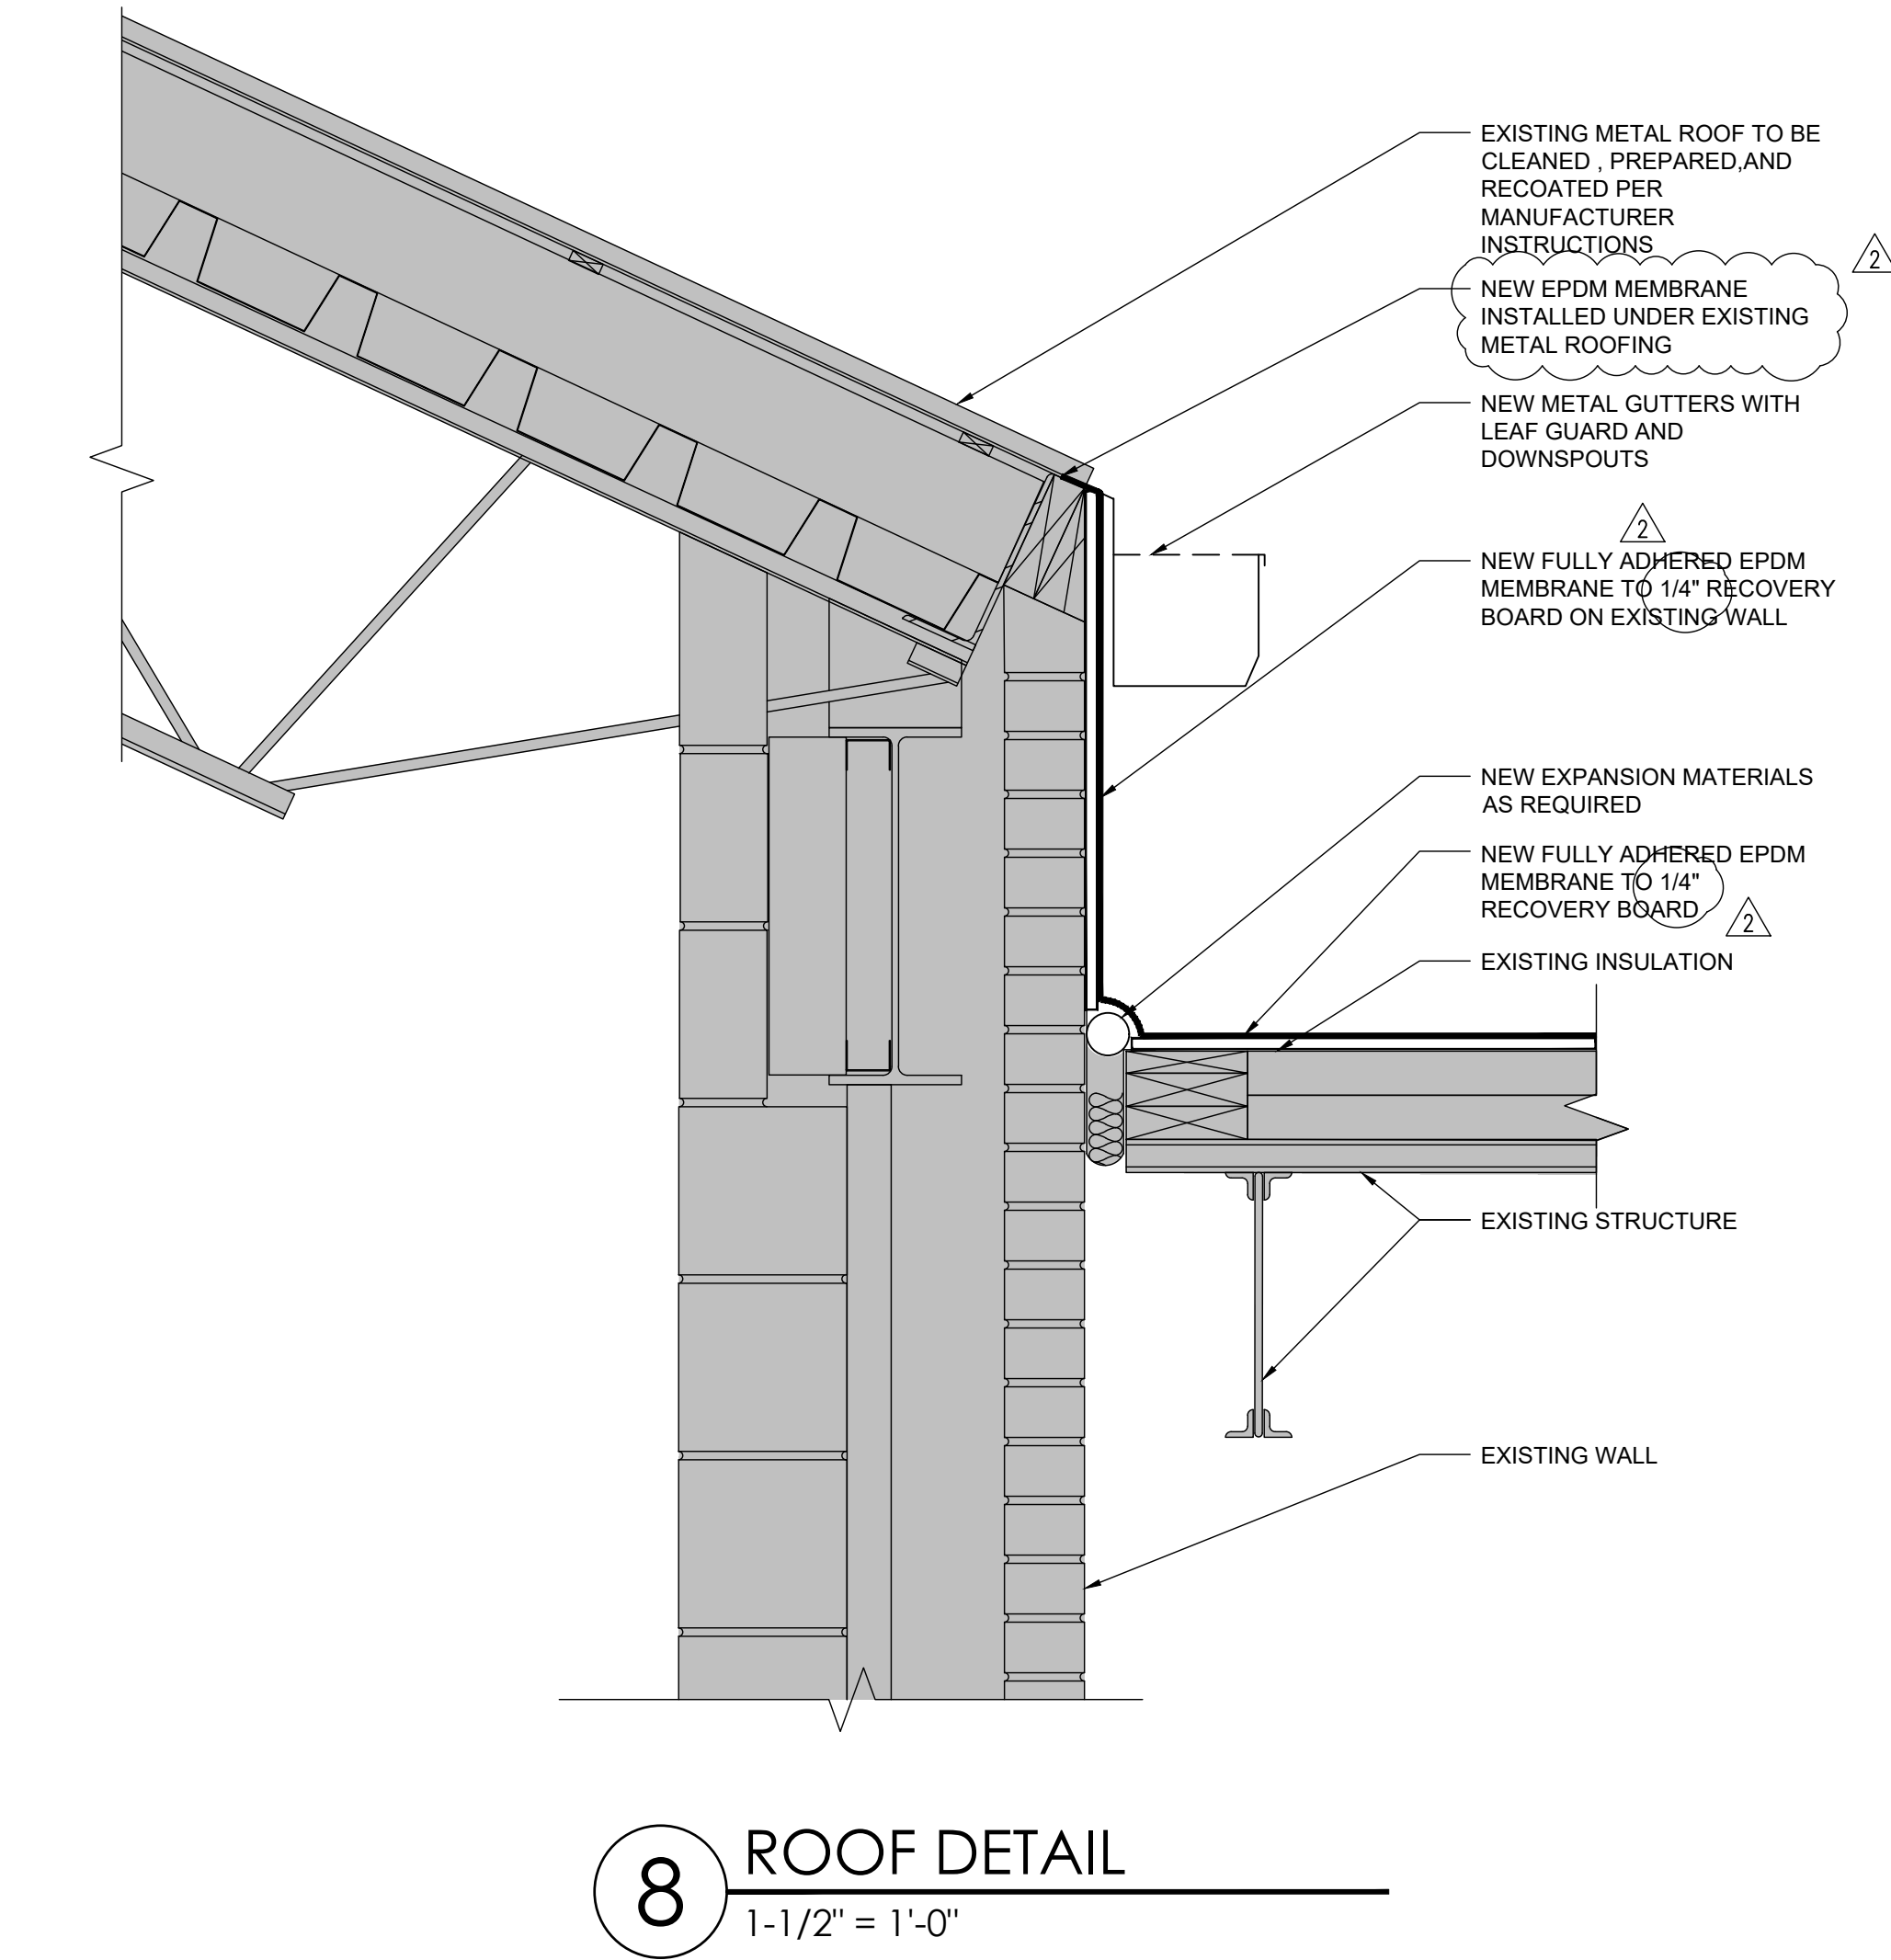 EXISTING METAL ROOF TO BE
CLEANED , PREPARED,AND
RECOATED PER
MANUFACTURER
INSTRUCTIONS
2
NEW EPDM MEMBRANE
INSTALLED UNDER EXISTING
METAL ROOFING
NEW METAL GUTTERS WITH
LEAF GUARD AND
DOWNSPOUTS
2
NEW FULLY ADHERED EPDM
MEMBRANE TO 1/4" RECOVERY
BOARD ON EXISTING WALL
NEW EXPANSION MATERIALS
AS REQUIRED
NEW FULLY ADHERED EPDM
MEMBRANE TO 1/4"
RECOVERY BOARD
2
EXISTING INSULATION
EXISTING STRUCTURE
EXISTING WALL
8
ROOF DETAIL
1-1/2" = 1'-0"